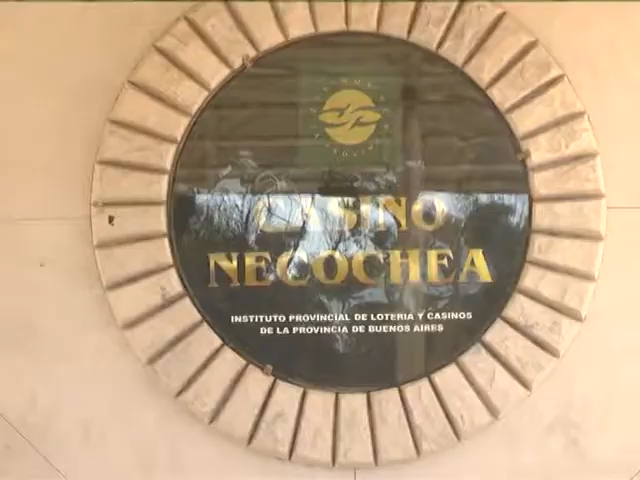 CASINO
NECOCHEA
INSTITUTO PROVINCIAL DE LOTERIA Y CASINOS
DE LA PROVINCIA DE BUENOS AIRES